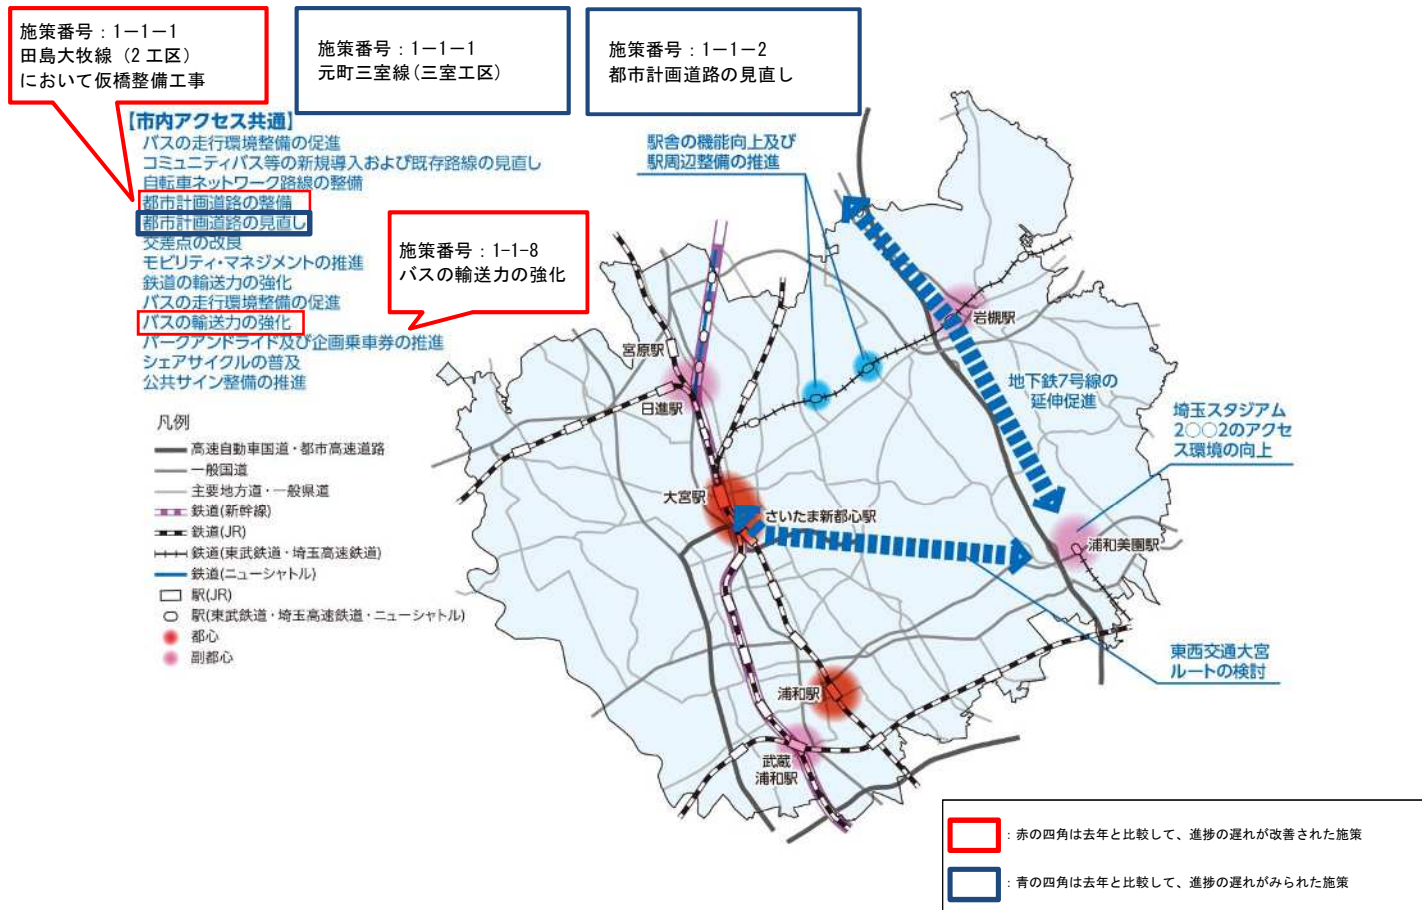 施策番号：1－1－1
田島大牧線（2工区）
において仮橋整備工事
施策番号：1－1－1
元町三室線(三室工区)
施策番号：1－1－2
都市計画道路の見直し
【市内アクセス共通】
バスの走行環境整備の促進
コミュニティバス等の新規導入および既存路線の見直し
自転車ネットワーク路線の整備
都市計画道路の整備
都市計画道路の見直し
交差点の改良
モビリティ・マネジメントの推進
鉄道の輸送力の強化
バスの走行環境整備の促進
バスの輸送力の強化
パークアンドライド及び企画乗車券の推進
シェアサイクルの普及
公共サイン整備の推進
施策番号：1-1-8
バスの輸送力の強化
駅舎の機能向上及び
駅周辺整備の推進
岩槻駅
宮原駅
日進駅
地下鉄7号線の
延伸促進
埼玉スタジアム
2〇〇2のアクセ
ス環境の向上
大宮駅
さいたま新都心駅
浦和美園駅
東西交通大宮
ルートの検討
浦和駅
武蔵
浦和駅
凡例
高速自動車国道・都市高速道路
一般国道
主要地方道・一般県道
鉄道(新幹線)
鉄道(JR)
鉄道(東武鉄道・埼玉高速鉄道)
鉄道(ニューシャトル)
駅(JR)
駅(東武鉄道・埼玉高速鉄道・ニューシャトル)
都心
副都心
：赤の四角は去年と比較して、進捗の遅れが改善された施策
：青の四角は去年と比較して、進捗の遅れがみられた施策